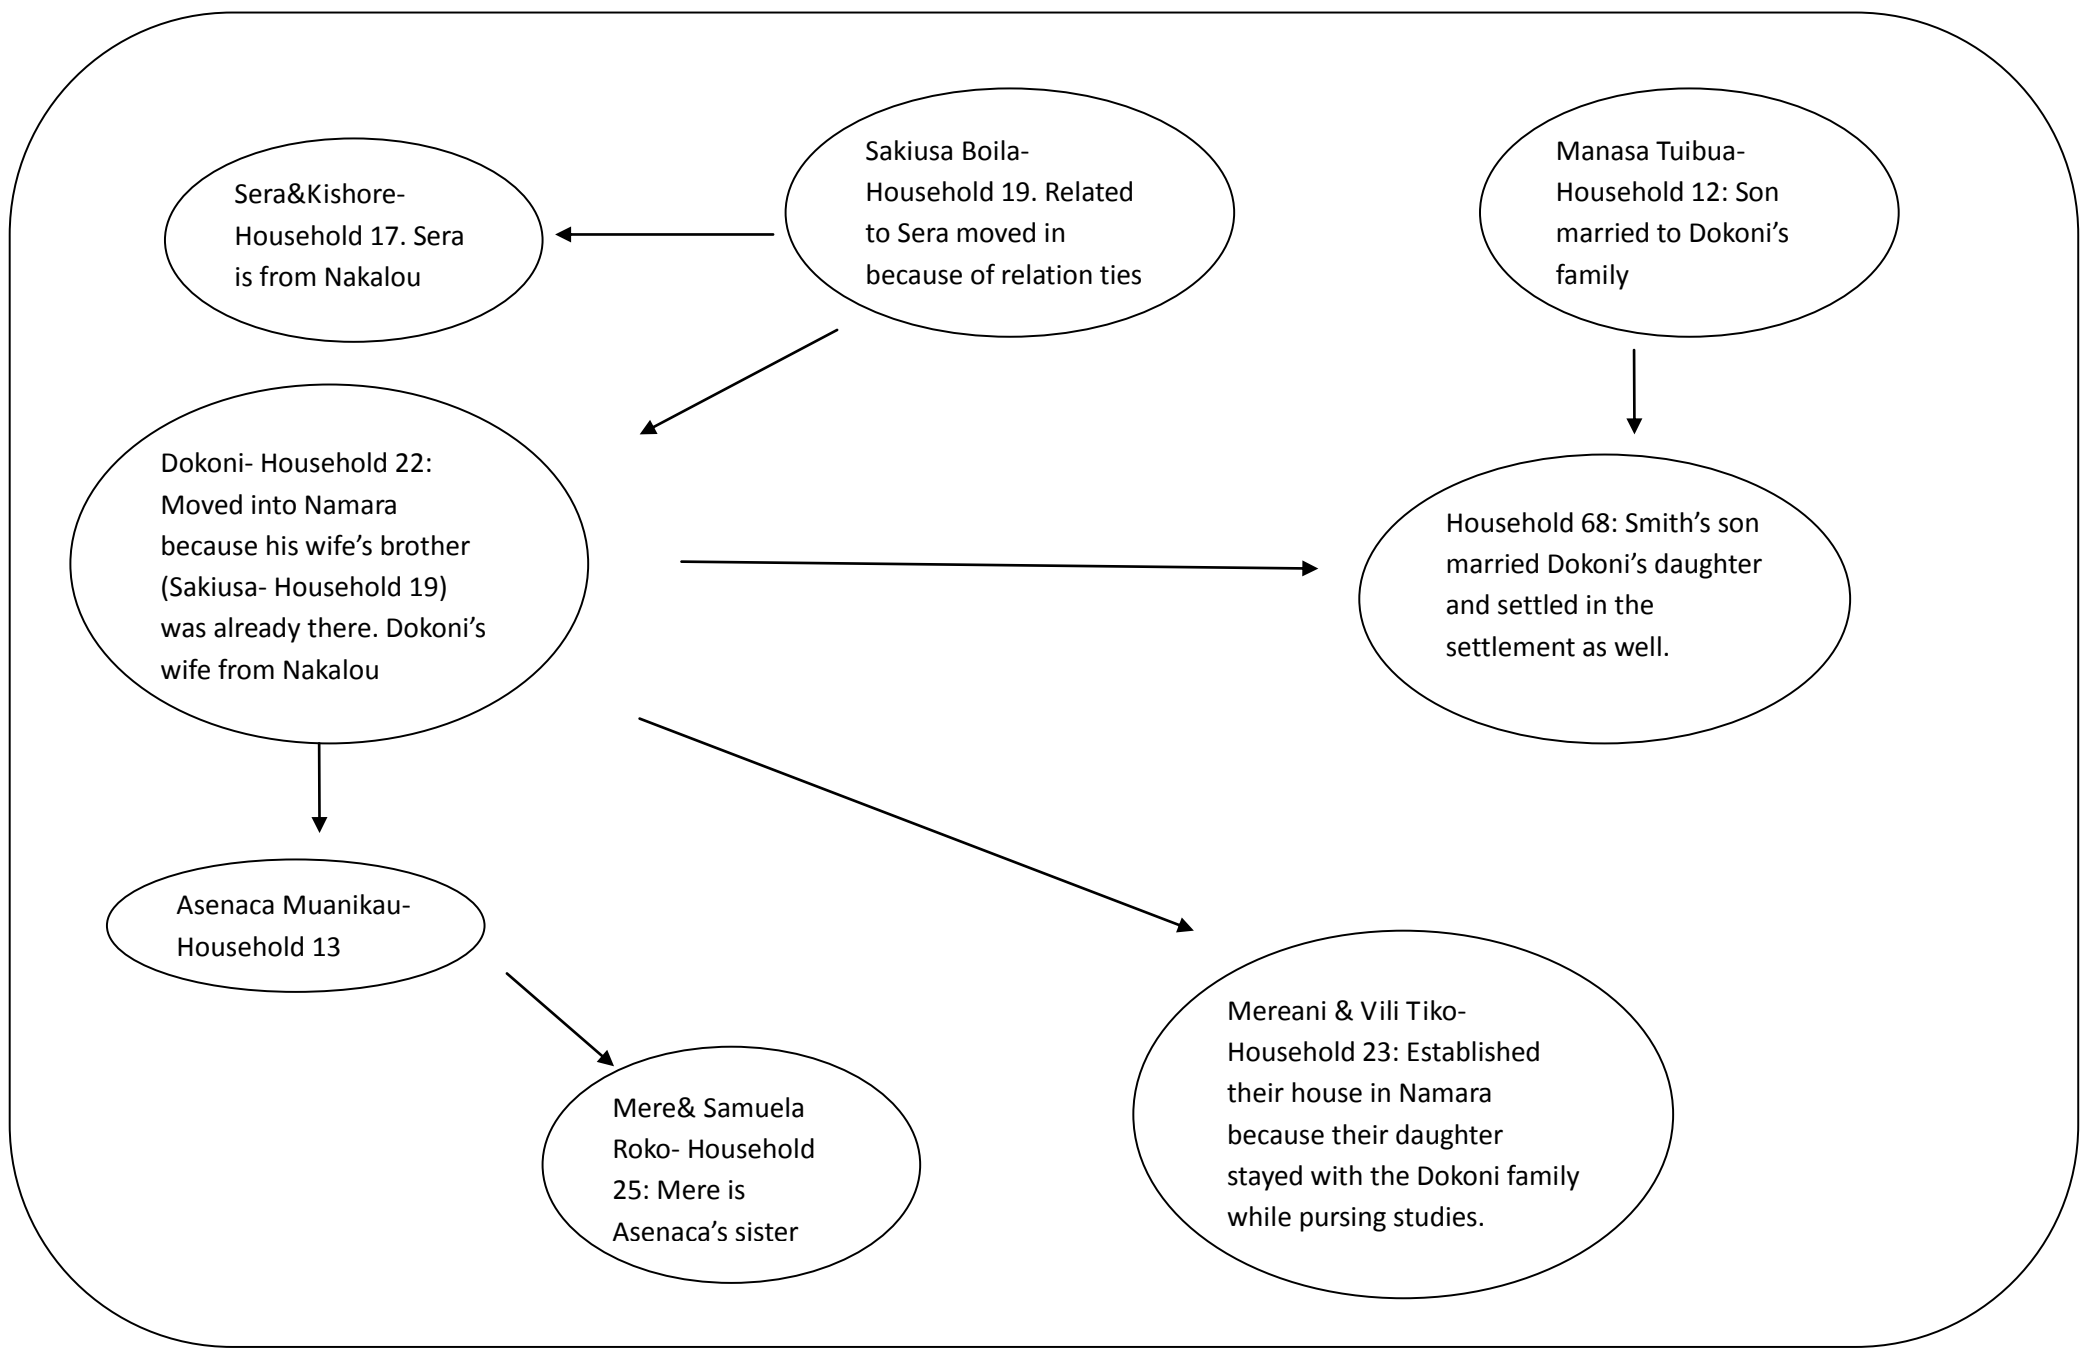 Sera&Kishore-
Household 17. Sera
is from Nakalou
Sakiusa Boila-
Household 19. Related
to Sera moved in
because of relation ties
Manasa Tuibua-
Household 12: Son
married to Dokoni’s
family
Dokoni- Household 22:
Moved into Namara
because his wife’s brother
(Sakiusa- Household 19)
was already there. Dokoni’s
wife from Nakalou
Household 68: Smith’s son
married Dokoni’s daughter
and settled in the
settlement as well.
Asenaca Muanikau-
Household 13
Mere& Samuela
Roko- Household
25: Mere is
Asenaca’s sister
Mereani & Vili Tiko-
Household 23: Established
their house in Namara
because their daughter
stayed with the Dokoni family
while pursing studies.